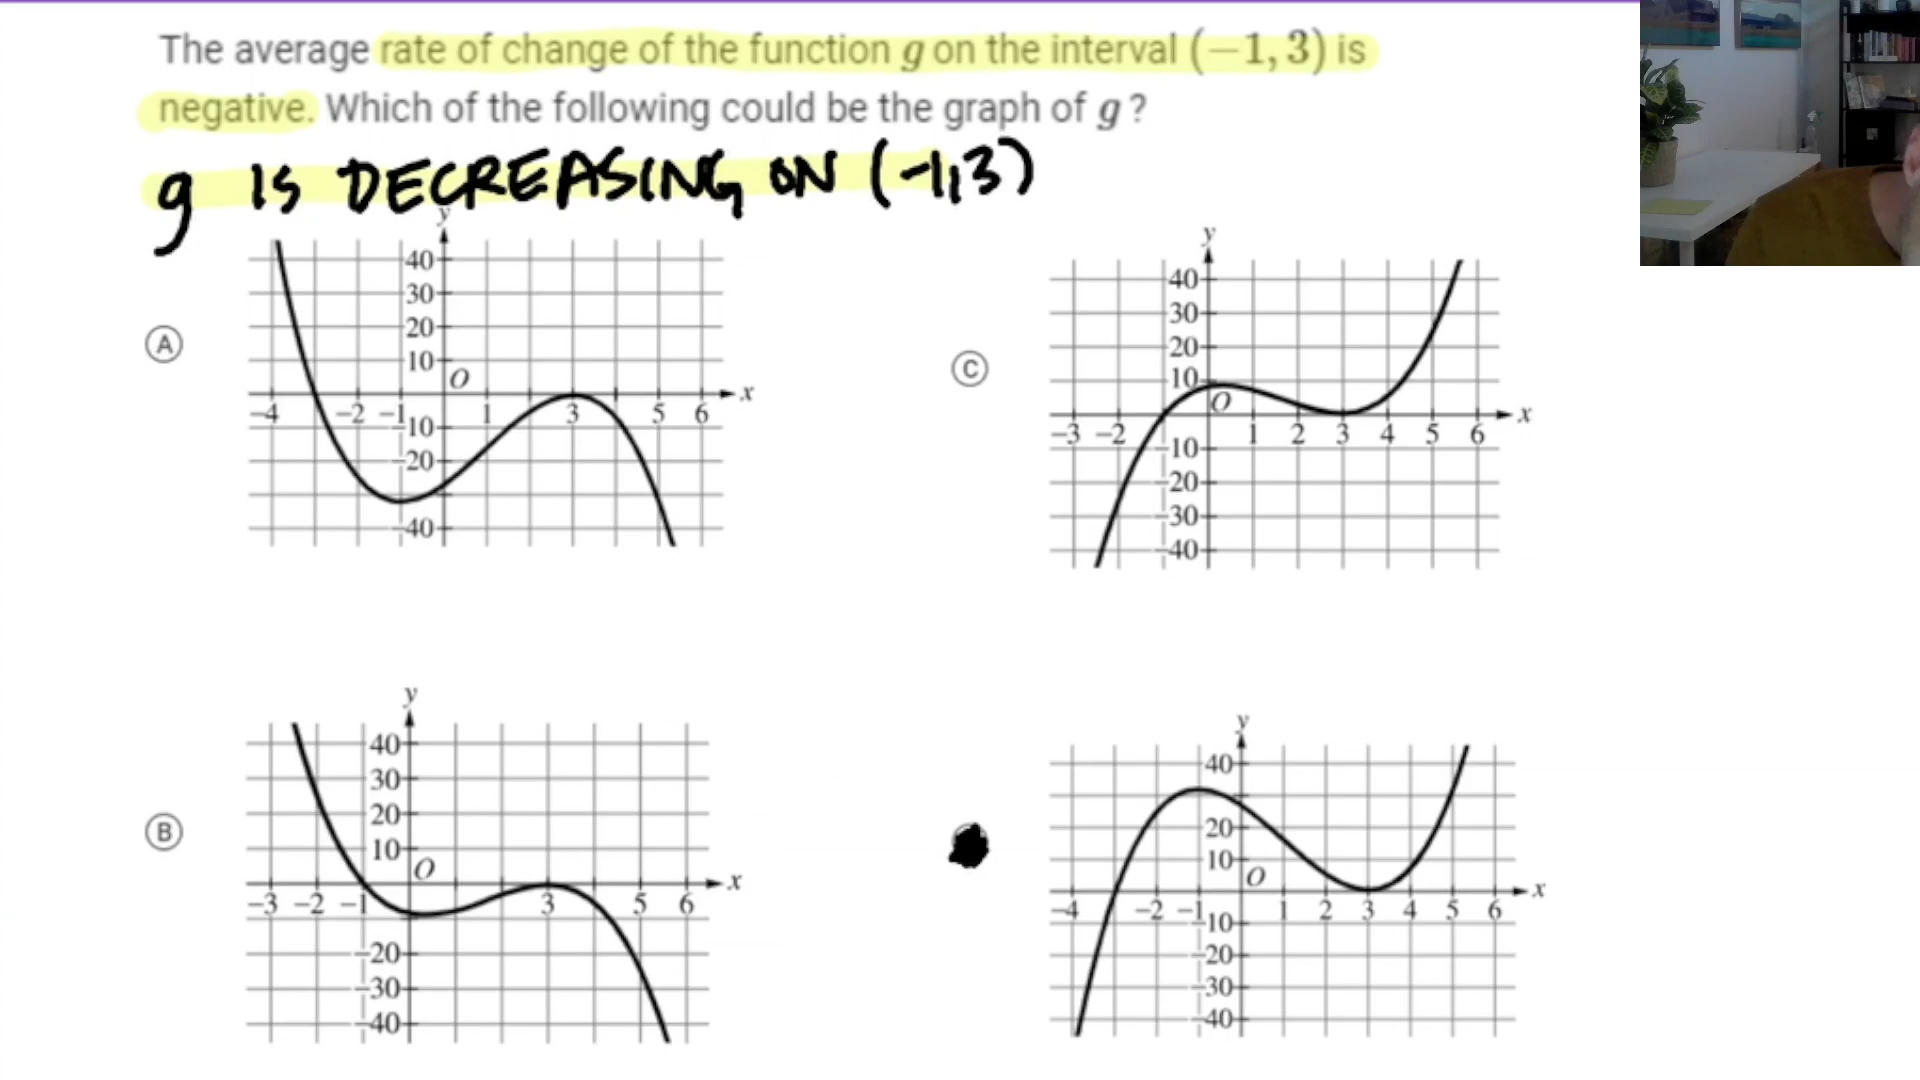 The average rate of change of the function g on the interval (−1, 3) is
negative. Which of the following could be the graph of g ?
g IS DECREASING ON (-1,3)
A
y
40
30
20
10
O
x
−4 −2 −1 1 3 5 6
−10
−20
−40
C
y
40
30
20
10
O
x
−3 −2 1 2 3 4 5 6
−10
−20
−30
−40
B
y
40
30
20
10
O
x
−3 −2 −1 3 5 6
−20
−30
−40
y
40
20
10
O
x
−4 −2 −1 1 2 3 4 5 6
−10
−20
−30
−40